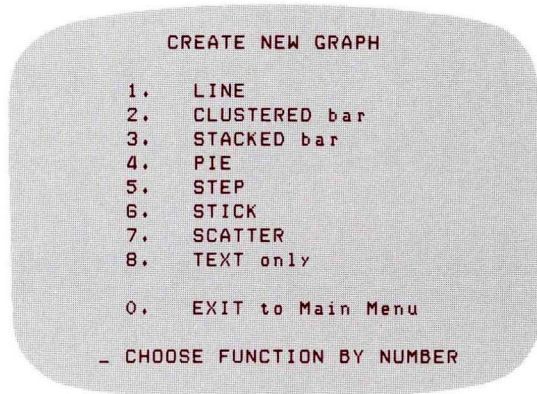 CREATE NEW GRAPH
1. LINE
2. CLUSTERED bar
3. STACKED bar
4. PIE
5. STEP
6. STICK
7. SCATTER
8. TEXT only
0. EXIT to Main Menu
_ CHOOSE FUNCTION BY NUMBER